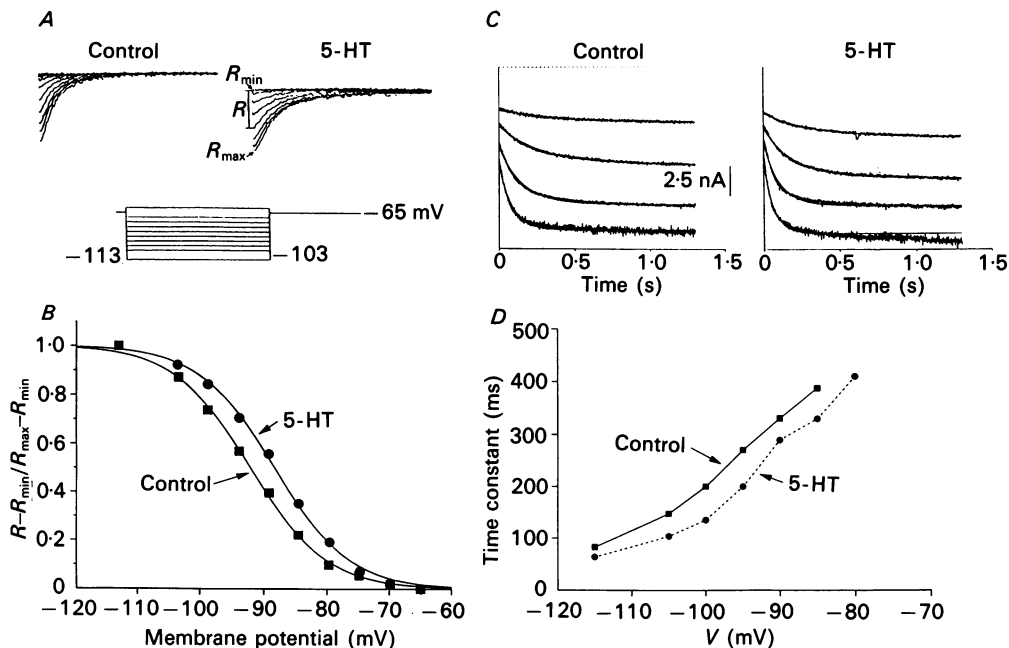 A
Control
5-HT
Rmin
R
Rmax
−65 mV
−113
−103
C
Control
5-HT
2·5 nA
0
0·5
1·0
1·5
Time (s)
0
0·5
1·0
1·5
Time (s)
B
R–Rmin/Rmax–Rmin
1·0
0·8
0·6
0·4
0·2
0
5-HT
Control
−120 −110 −100 −90 −80 −70 −60
Membrane potential (mV)
D
Time constant (ms)
500
400
300
200
100
0
Control
5-HT
−120 −110 −100 −90 −80 −70
V (mV)